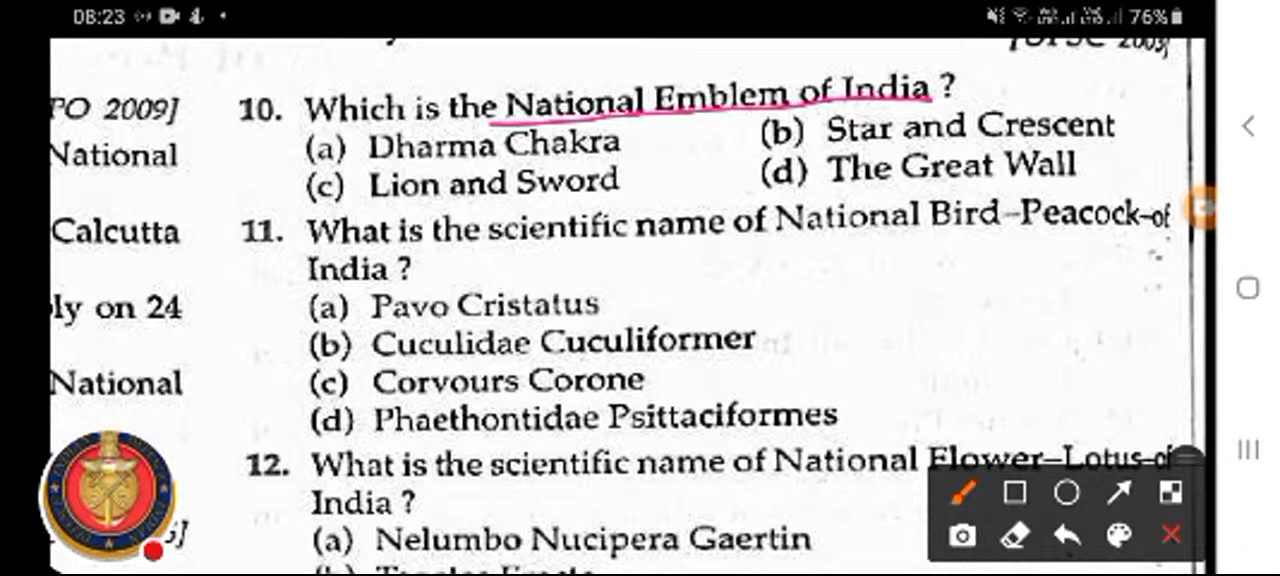 08:23
76%
PO 2009]
National
Calcutta
ly on 24
National
10. Which is the National Emblem of India ?
(a) Dharma Chakra (b) Star and Crescent
(c) Lion and Sword (d) The Great Wall
11. What is the scientific name of National Bird–Peacock–of
India ?
(a) Pavo Cristatus
(b) Cuculidae Cuculiformer
(c) Corvours Corone
(d) Phaethontidae Psittaciformes
12. What is the scientific name of National Flower–Lotus–of
India ?
(a) Nelumbo Nucipera Gaertin